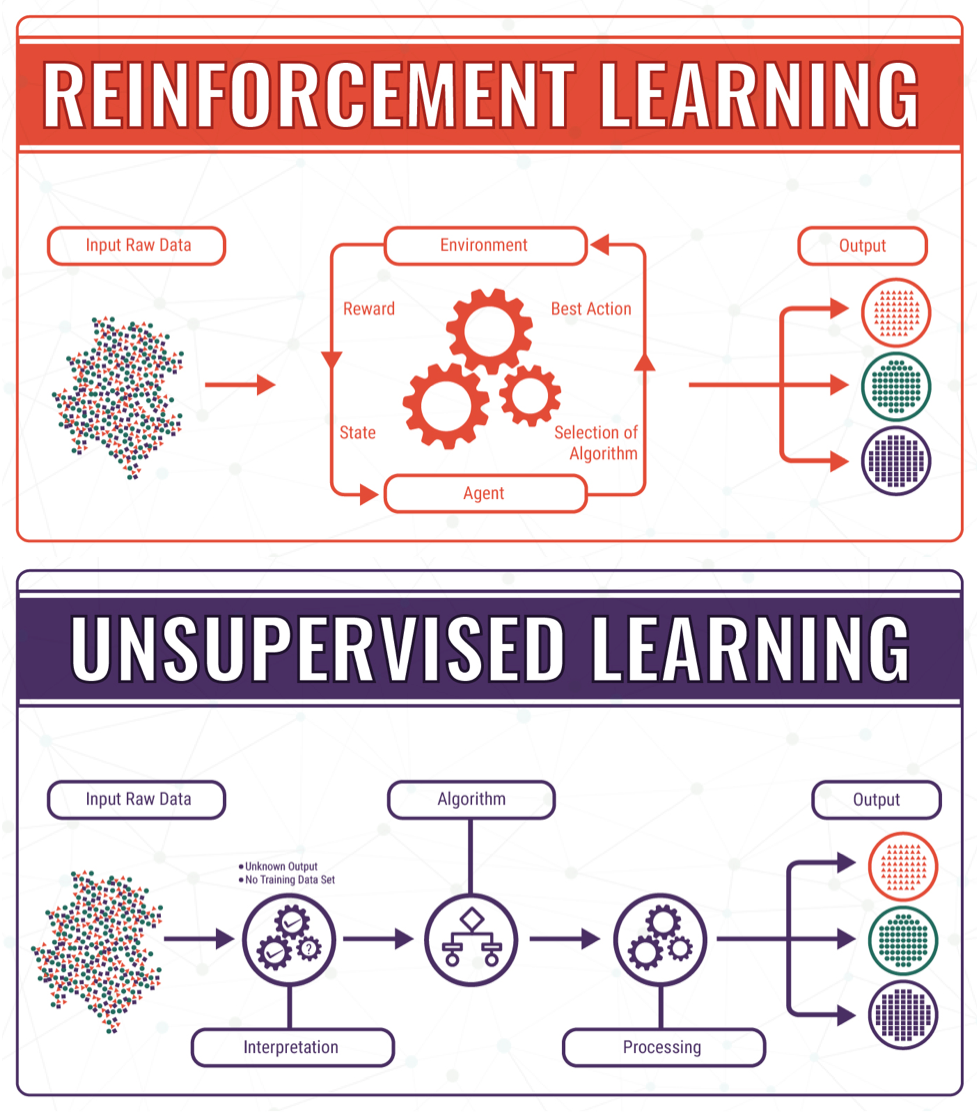 REINFORCEMENT LEARNING
Input Raw Data
Environment
Output
Reward
Best Action
State
Selection of
Algorithm
Agent
UNSUPERVISED LEARNING
Input Raw Data
Algorithm
Output
• Unknown Output
• No Training Data Set
?
Interpretation
Processing